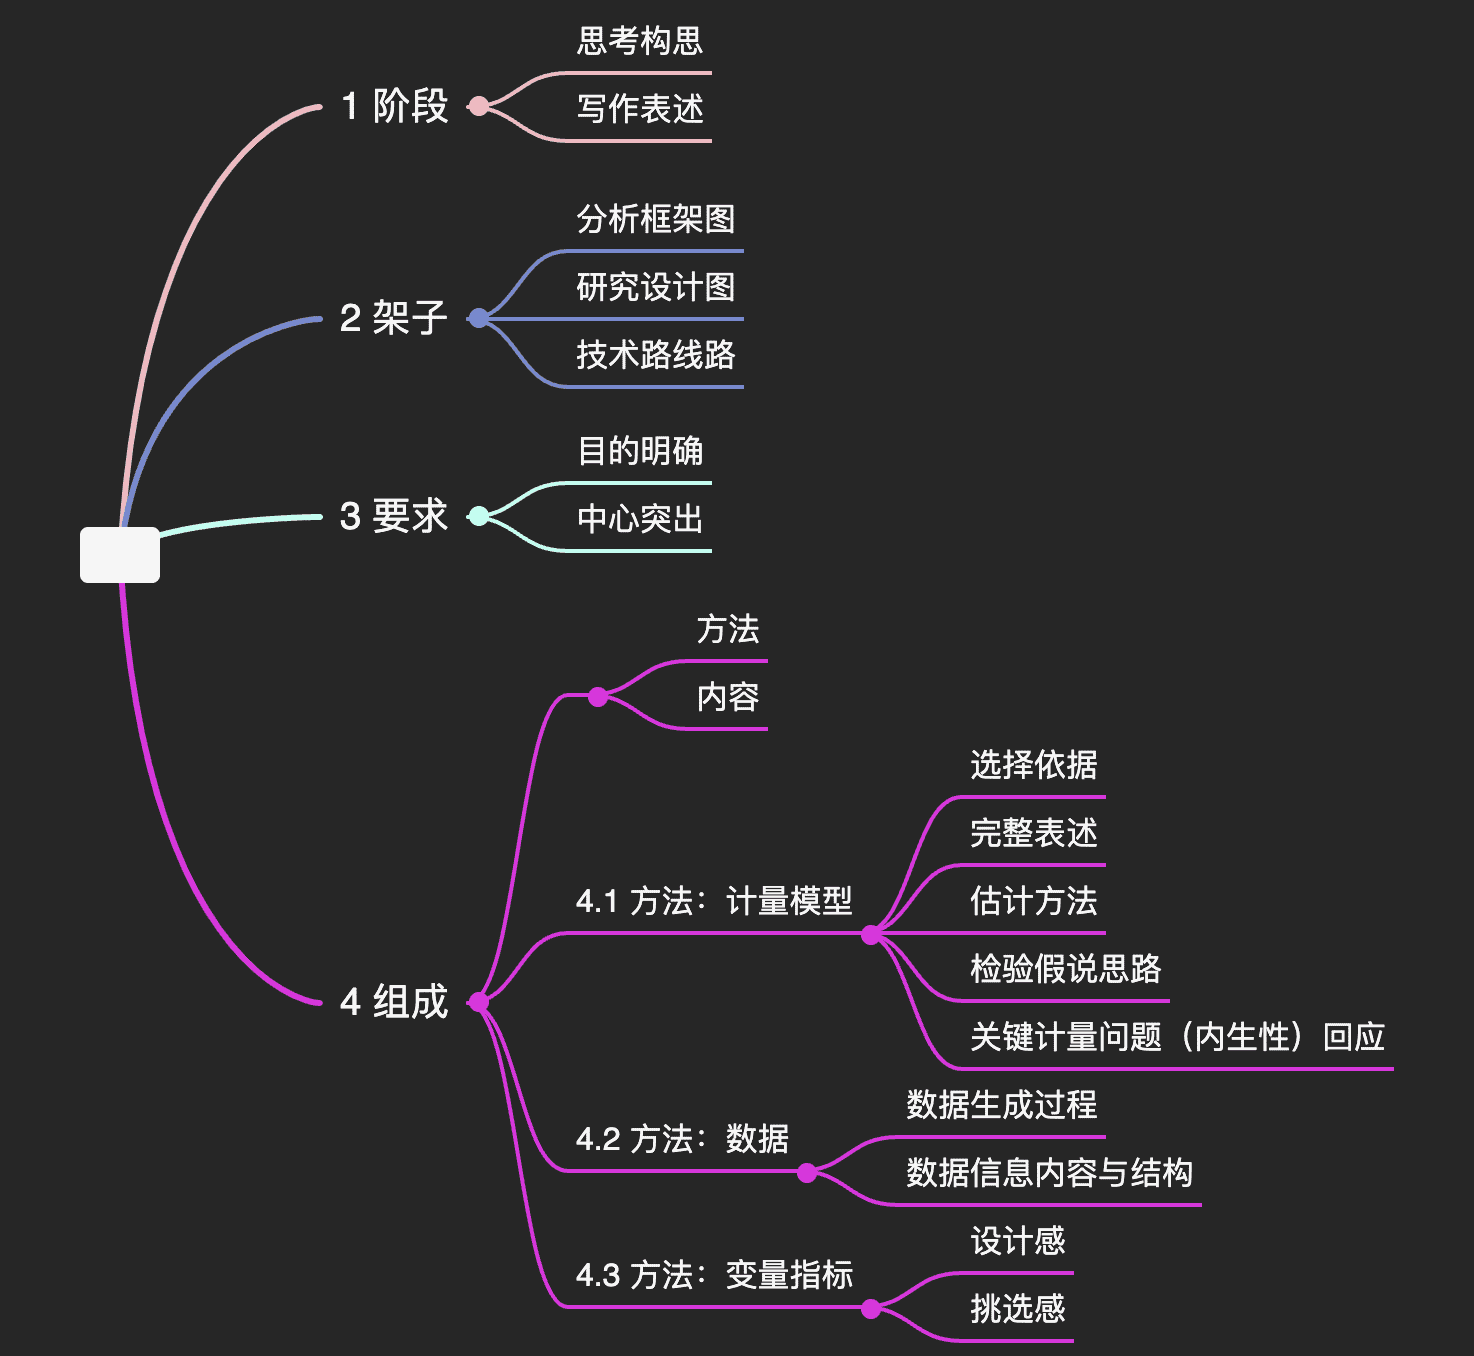 1 阶段
思考构思
写作表述
2 架子
分析框架图
研究设计图
技术路线路
3 要求
目的明确
中心突出
4 组成
方法
内容
4.1 方法：计量模型
选择依据
完整表述
估计方法
检验假说思路
关键计量问题（内生性）回应
4.2 方法：数据
数据生成过程
数据信息内容与结构
4.3 方法：变量指标
设计感
挑选感